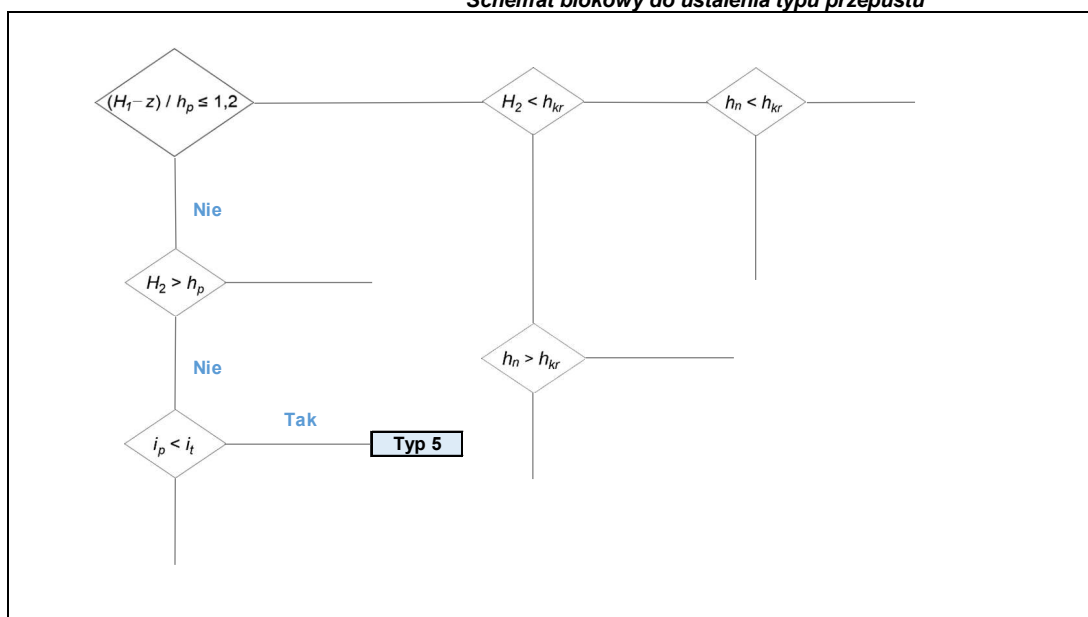 Schemat blokowy do ustalenia typu przepustu
(H₁ – z) / hₚ ≤ 1,2
H₂ < hₖᵣ
hₙ < hₖᵣ
Nie
H₂ > hₚ
Nie
hₙ > hₖᵣ
Tak
iₚ < iₜ
Typ 5